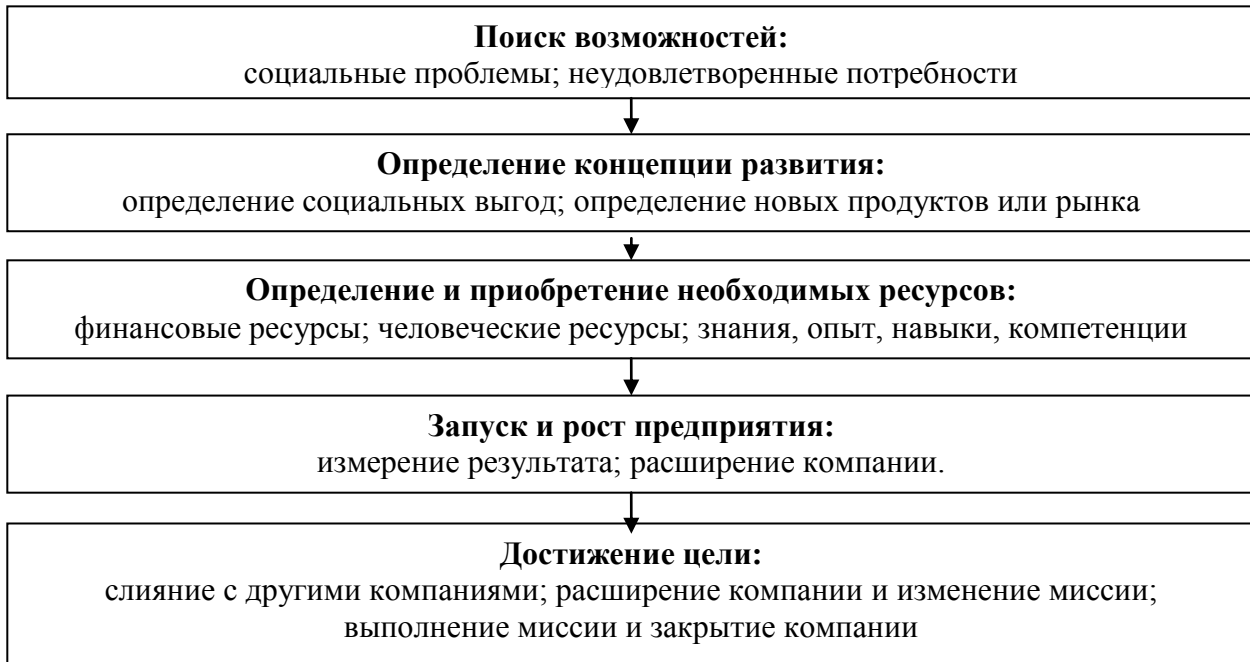 Поиск возможностей:
социальные проблемы; неудовлетворенные потребности
Определение концепции развития:
определение социальных выгод; определение новых продуктов или рынка
Определение и приобретение необходимых ресурсов:
финансовые ресурсы; человеческие ресурсы; знания, опыт, навыки, компетенции
Запуск и рост предприятия:
измерение результата; расширение компании.
Достижение цели:
слияние с другими компаниями; расширение компании и изменение миссии;
выполнение миссии и закрытие компании